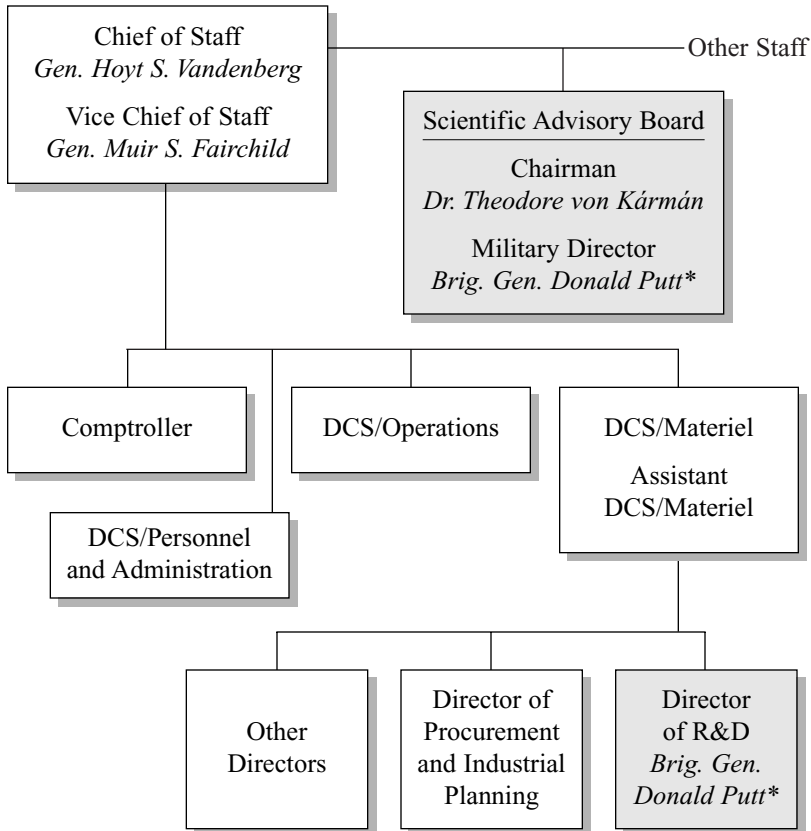 Chief of Staff
Gen. Hoyt S. Vandenberg
Vice Chief of Staff
Gen. Muir S. Fairchild
Other Staff
Scientific Advisory Board
Chairman
Dr. Theodore von Kármán
Military Director
Brig. Gen. Donald Putt*
Comptroller
DCS/Operations
DCS/Materiel
Assistant
DCS/Materiel
DCS/Personnel
and Administration
Other
Directors
Director of
Procurement
and Industrial
Planning
Director
of R&D
Brig. Gen.
Donald Putt*